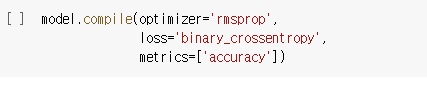 [ ] model.compile(optimizer='rmsprop',
loss='binary_crossentropy',
metrics=['accuracy'])